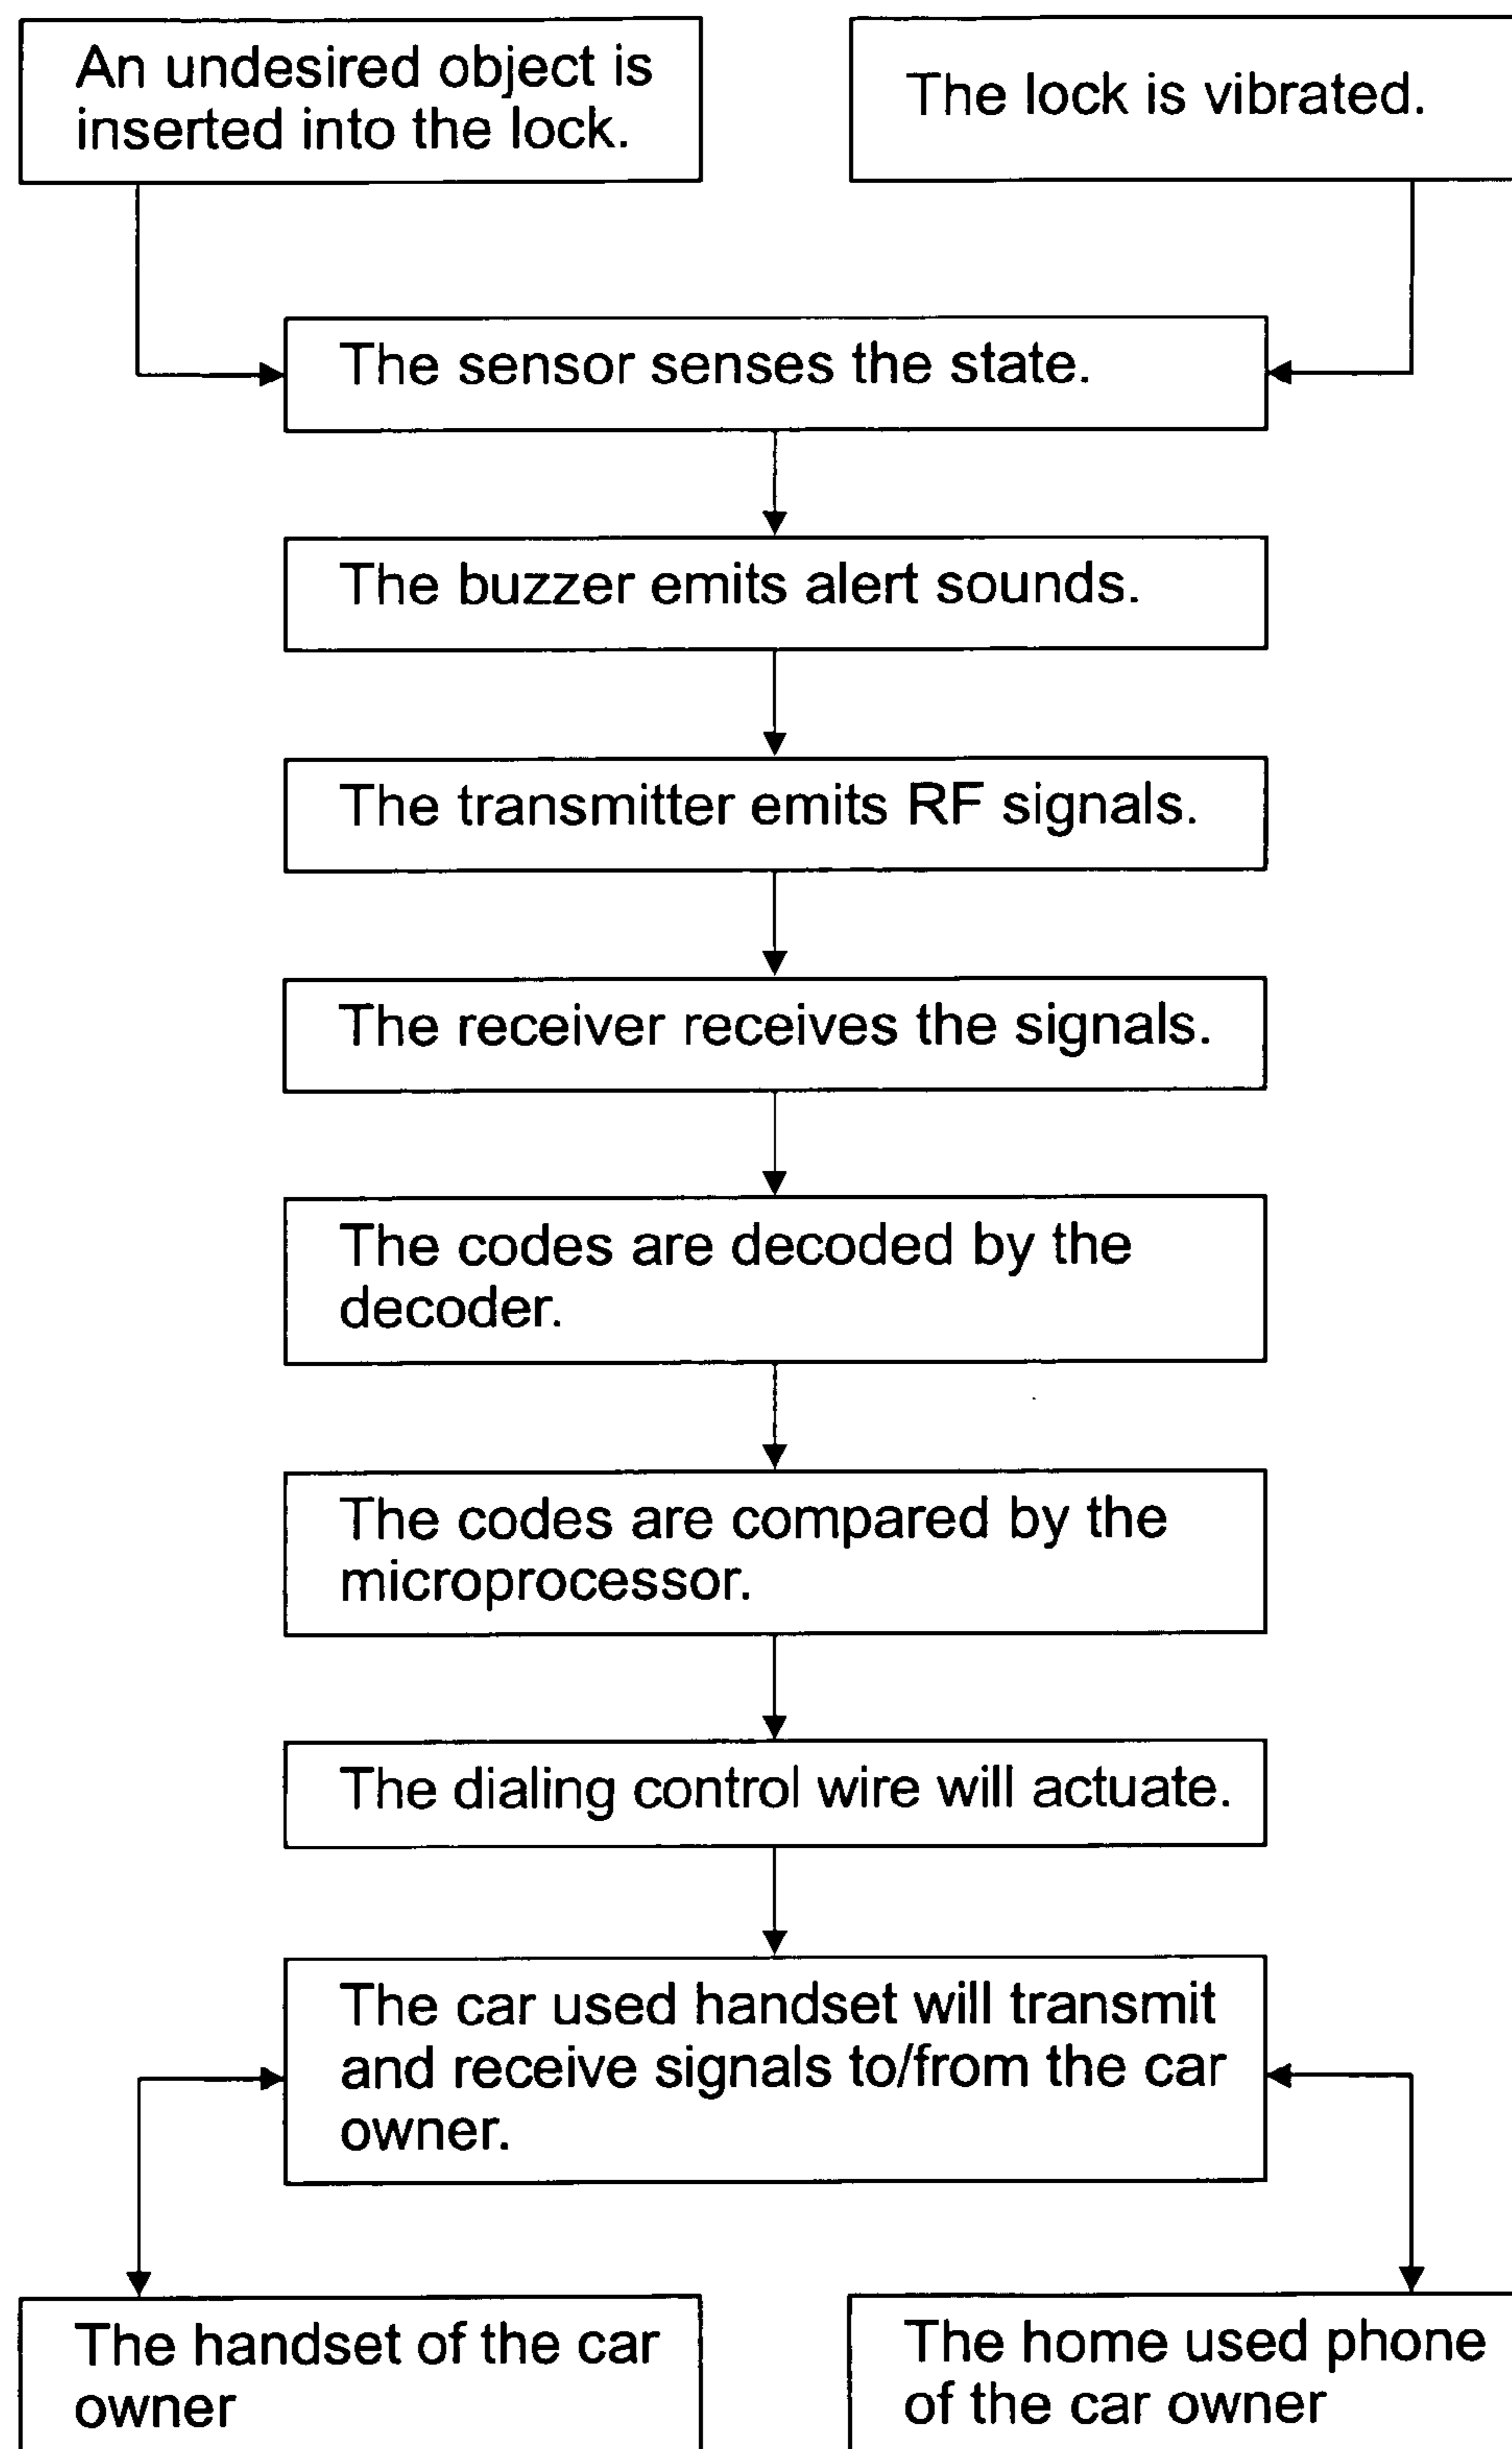 An undesired object is
inserted into the lock.
The lock is vibrated.
The sensor senses the state.
The buzzer emits alert sounds.
The transmitter emits RF signals.
The receiver receives the signals.
The codes are decoded by the
decoder.
The codes are compared by the
microprocessor.
The dialing control wire will actuate.
The car used handset will transmit
and receive signals to/from the car
owner.
The handset of the car
owner
The home used phone
of the car owner